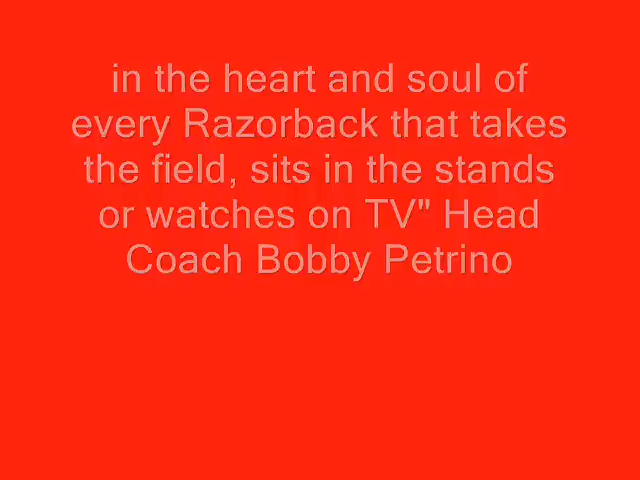 in the heart and soul of
every Razorback that takes
the field, sits in the stands
or watches on TV" Head
Coach Bobby Petrino